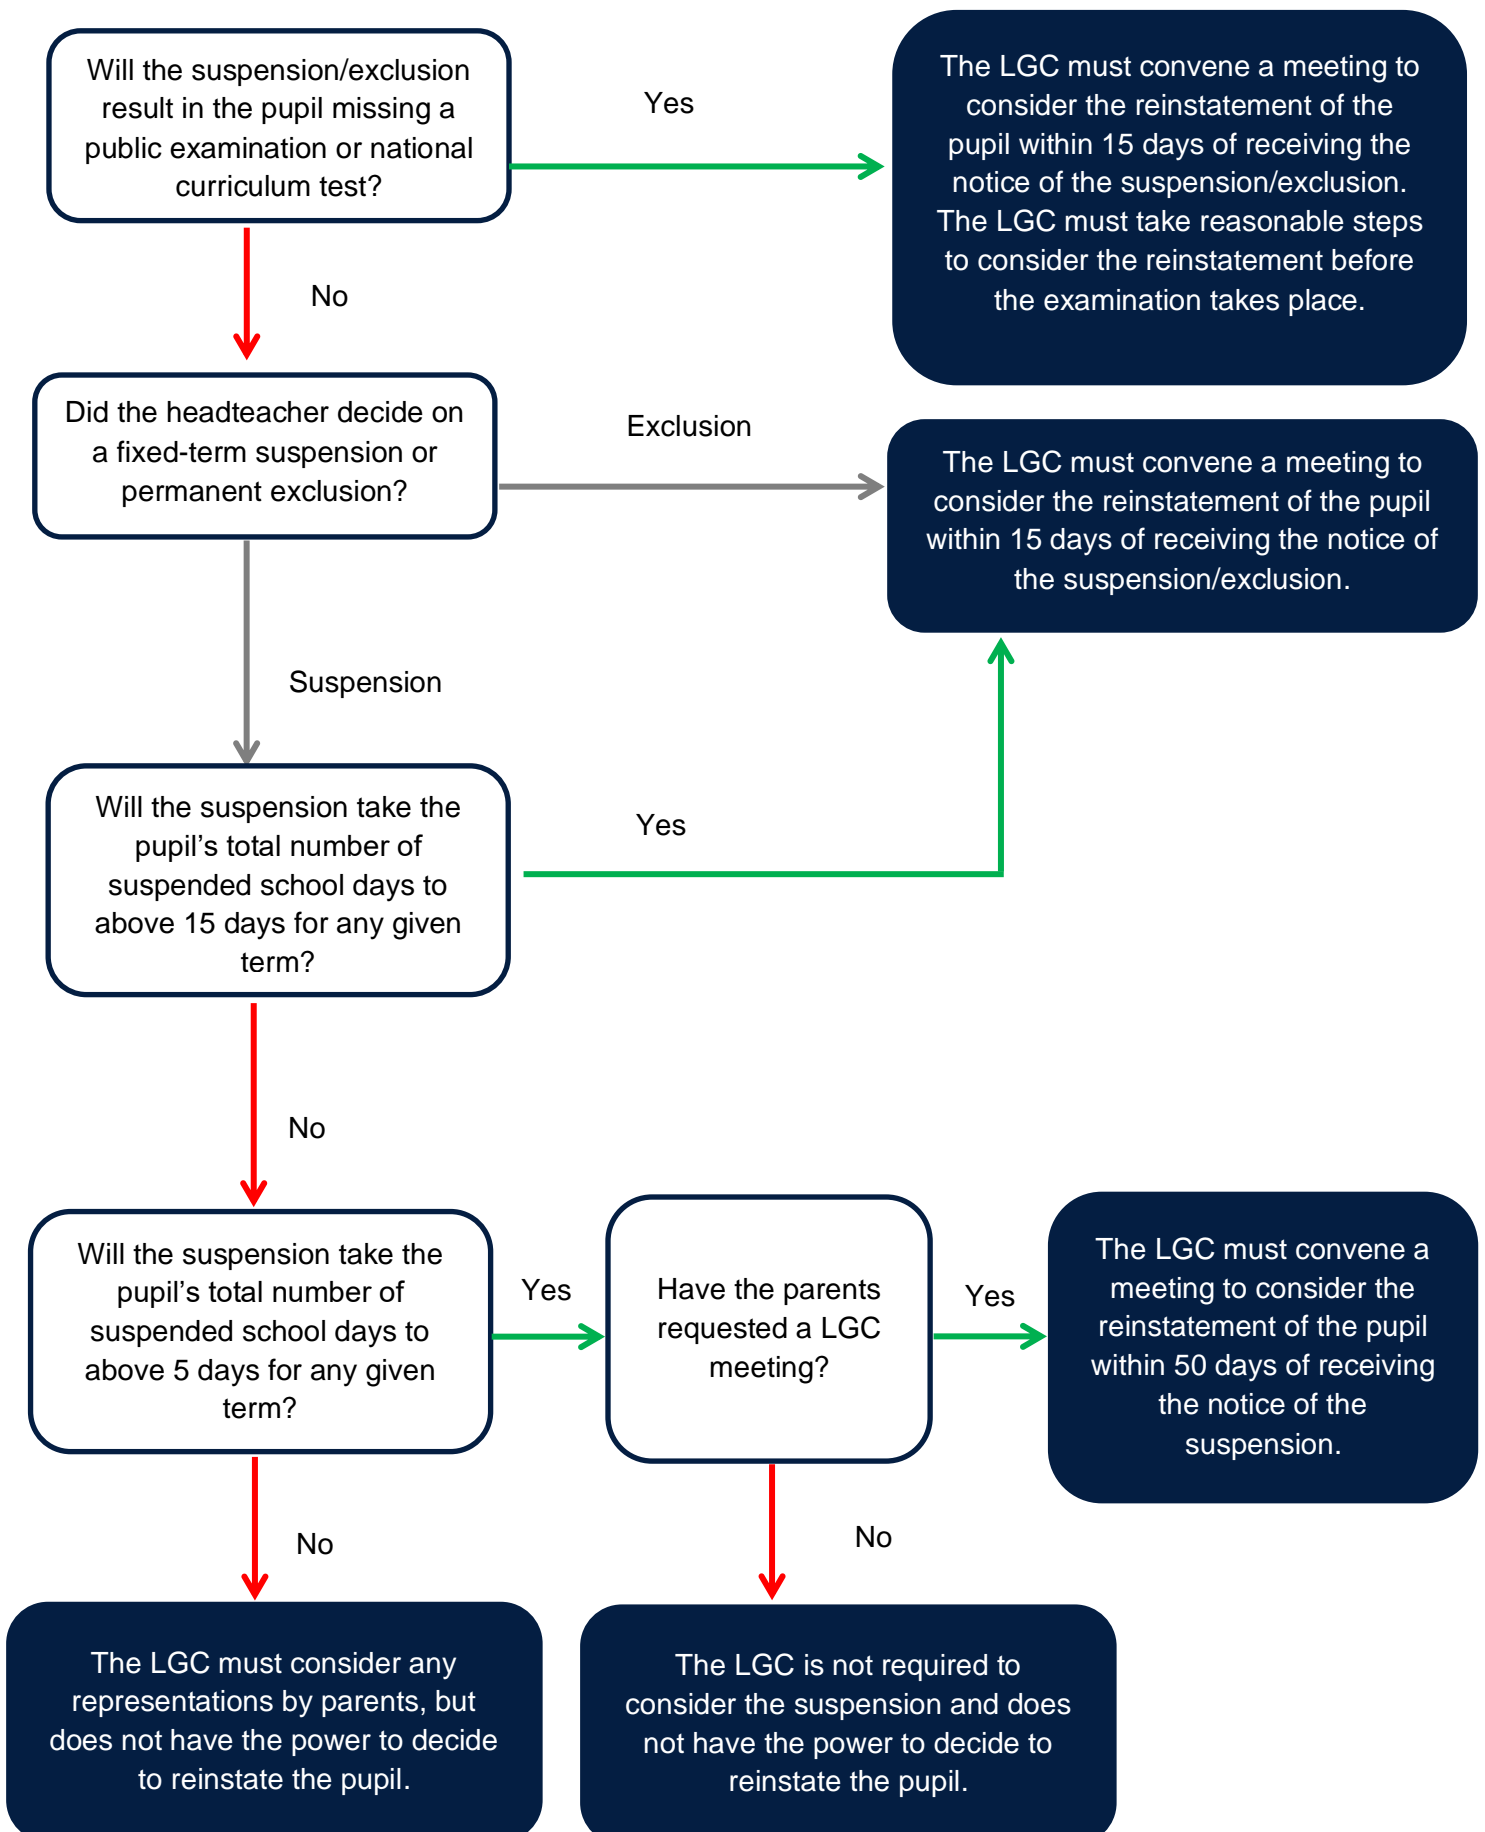 Will the suspension/exclusion
result in the pupil missing a
public examination or national
curriculum test?
Yes
The LGC must convene a meeting to
consider the reinstatement of the
pupil within 15 days of receiving the
notice of the suspension/exclusion.
The LGC must take reasonable steps
to consider the reinstatement before
the examination takes place.
No
Did the headteacher decide on
a fixed-term suspension or
permanent exclusion?
Exclusion
The LGC must convene a meeting to
consider the reinstatement of the pupil
within 15 days of receiving the notice of
the suspension/exclusion.
Suspension
Will the suspension take the
pupil’s total number of
suspended school days to
above 15 days for any given
term?
Yes
No
Will the suspension take the
pupil’s total number of
suspended school days to
above 5 days for any given
term?
Yes
Have the parents
requested a LGC
meeting?
Yes
The LGC must convene a
meeting to consider the
reinstatement of the pupil
within 50 days of receiving
the notice of the
suspension.
No
No
The LGC must consider any
representations by parents, but
does not have the power to decide
to reinstate the pupil.
The LGC is not required to
consider the suspension and does
not have the power to decide to
reinstate the pupil.